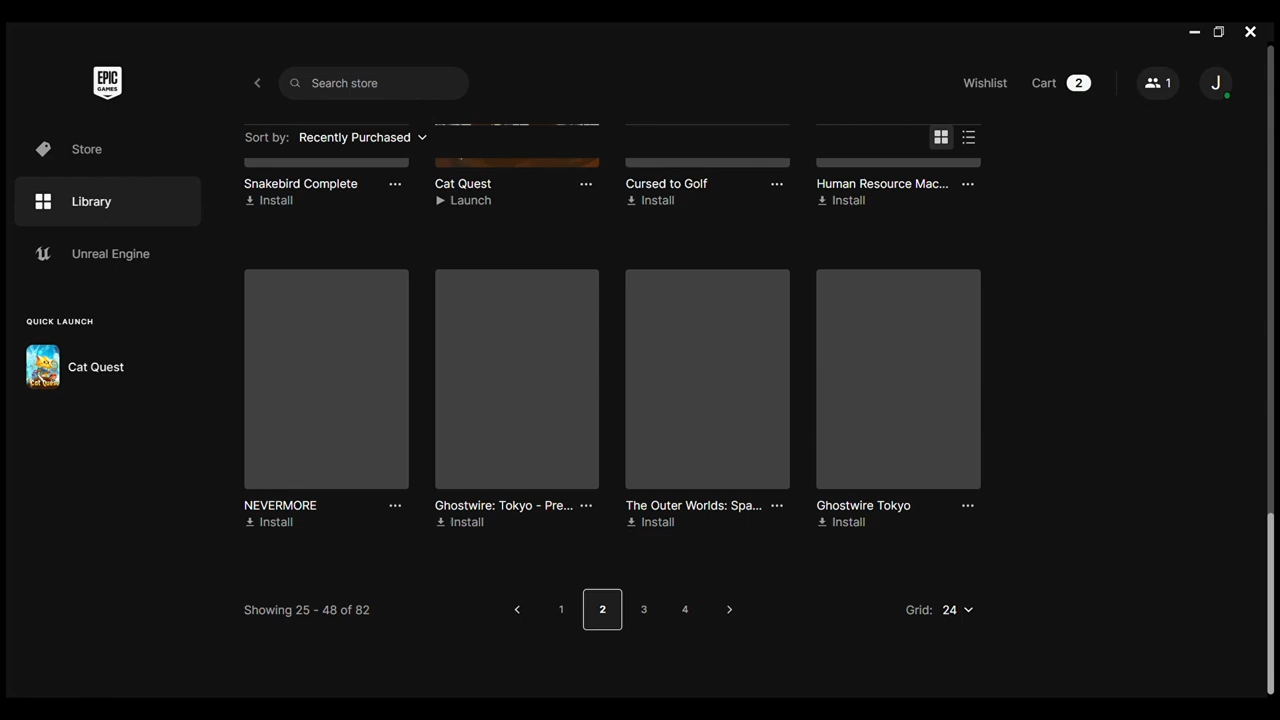 EPIC
GAMES
Search store
Wishlist
Cart 2
1
J
Store
Library
Unreal Engine
QUICK LAUNCH
Cat Quest
Cat Quest
Sort by: Recently Purchased
Snakebird Complete ...
Install
Cat Quest ...
Launch
Cursed to Golf ...
Install
Human Resource Mac... ...
Install
NEVERMORE ...
Install
Ghostwire: Tokyo - Pre... ...
Install
The Outer Worlds: Spa... ...
Install
Ghostwire Tokyo ...
Install
Showing 25 - 48 of 82
1 2 3 4
Grid: 24